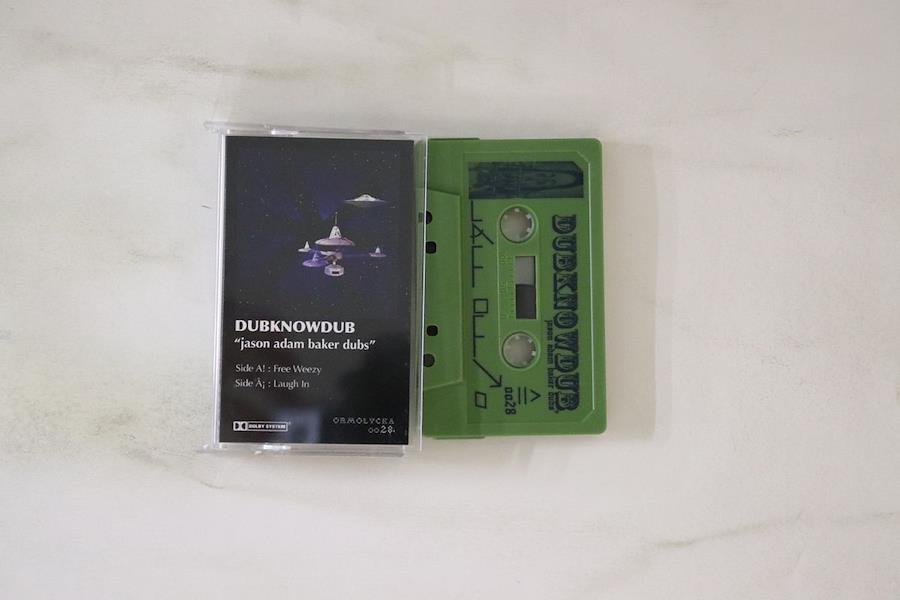 DUBKNOWDUB
“jason adam baker dubs”
Side A! : Free Weezy
Side Â¡ : Laugh In
DOLBY SYSTEM
ORMOLYCKA
0028.
DUBKNOWDUB
jason adam baker dubs
0028